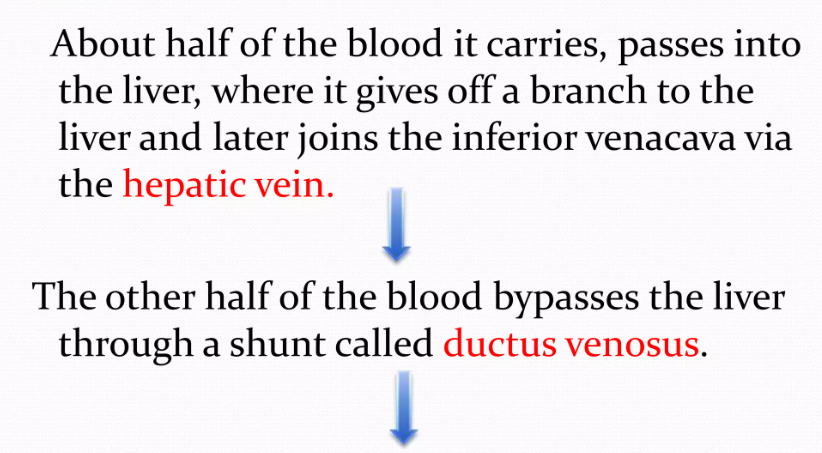 About half of the blood it carries, passes into
the liver, where it gives off a branch to the
liver and later joins the inferior venacava via
the hepatic vein.
The other half of the blood bypasses the liver
through a shunt called ductus venosus.